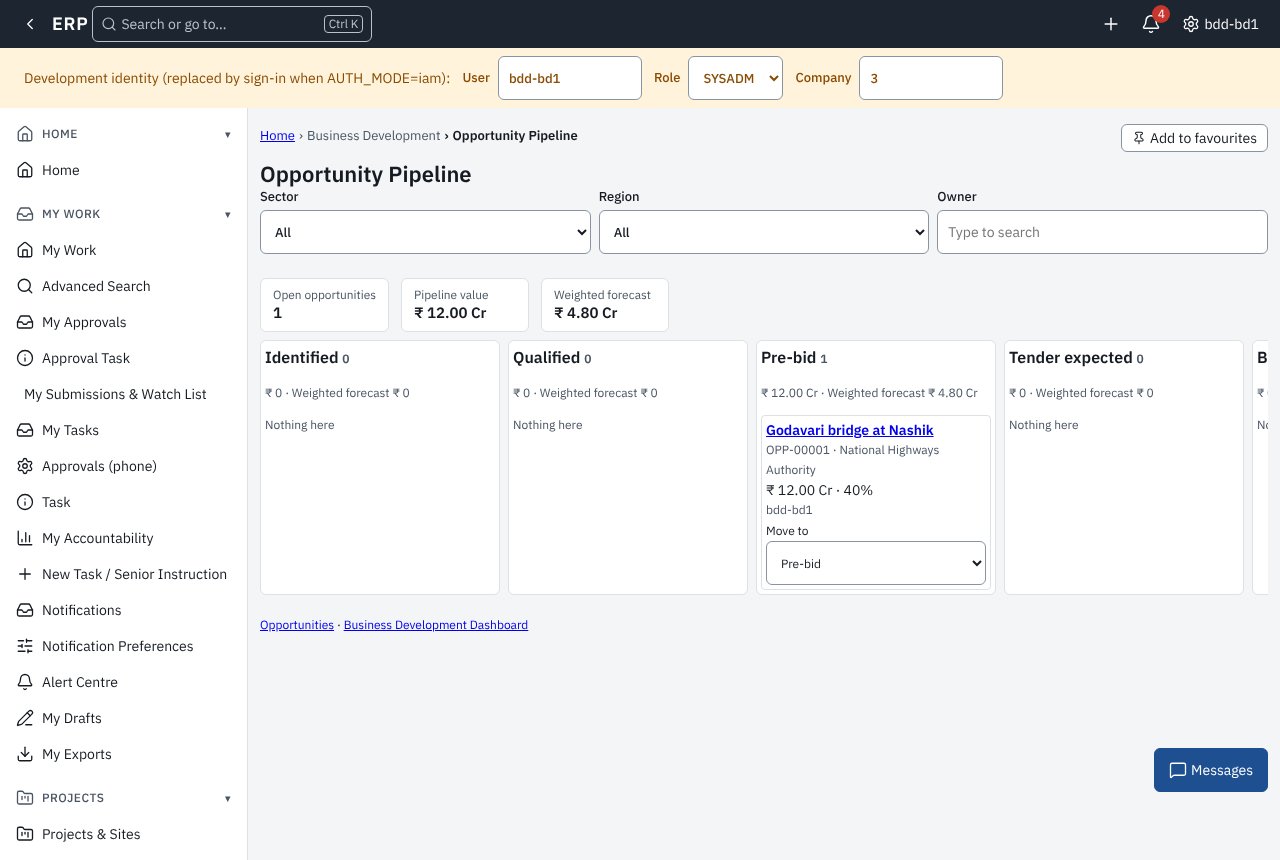 ERP
Search or go to... Ctrl K
4
bdd-bd1
Development identity (replaced by sign-in when AUTH_MODE=iam): User bdd-bd1 Role SYSADM Company 3
HOME
Home
MY WORK
My Work
Advanced Search
My Approvals
Approval Task
My Submissions & Watch List
My Tasks
Approvals (phone)
Task
My Accountability
New Task / Senior Instruction
Notifications
Notification Preferences
Alert Centre
My Drafts
My Exports
PROJECTS
Projects & Sites
Home › Business Development › Opportunity Pipeline
Add to favourites
Opportunity Pipeline
Sector Region Owner
All All Type to search
Open opportunities
1
Pipeline value
₹ 12.00 Cr
Weighted forecast
₹ 4.80 Cr
Identified 0
₹ 0 · Weighted forecast ₹ 0
Nothing here
Qualified 0
₹ 0 · Weighted forecast ₹ 0
Nothing here
Pre-bid 1
₹ 12.00 Cr · Weighted forecast ₹ 4.80 Cr
Godavari bridge at Nashik
OPP-00001 · National Highways
Authority
₹ 12.00 Cr · 40%
bdd-bd1
Move to
Pre-bid
Tender expected 0
₹ 0 · Weighted forecast ₹ 0
Nothing here
Opportunities · Business Development Dashboard
Messages